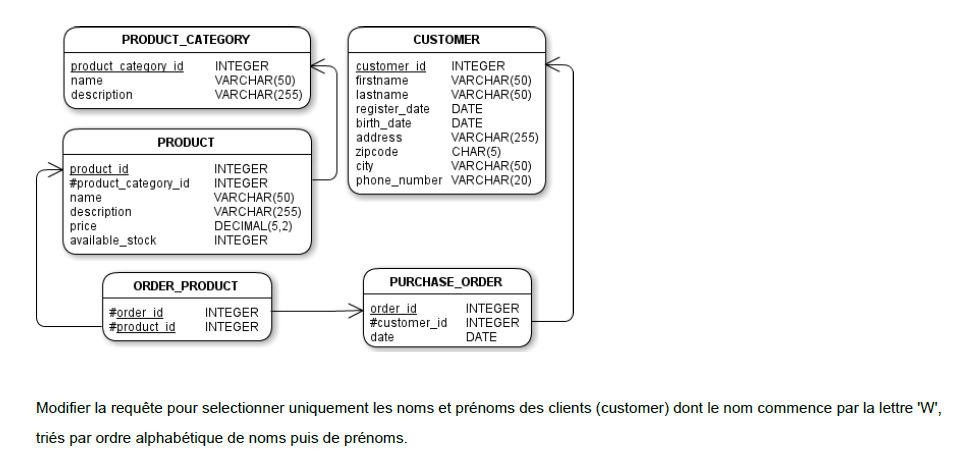 PRODUCT_CATEGORY
product_category_id INTEGER
name VARCHAR(50)
description VARCHAR(255)
CUSTOMER
customer_id INTEGER
firstname VARCHAR(50)
lastname VARCHAR(50)
register_date DATE
birth_date DATE
address VARCHAR(255)
zipcode CHAR(5)
city VARCHAR(50)
phone_number VARCHAR(20)
PRODUCT
product_id INTEGER
#product_category_id INTEGER
name VARCHAR(50)
description VARCHAR(255)
price DECIMAL(5,2)
available_stock INTEGER
ORDER_PRODUCT
#order_id INTEGER
#product_id INTEGER
PURCHASE_ORDER
order_id INTEGER
#customer_id INTEGER
date DATE
Modifier la requête pour selectionner uniquement les noms et prénoms des clients (customer) dont le nom commence par la lettre 'W',
triés par ordre alphabétique de noms puis de prénoms.